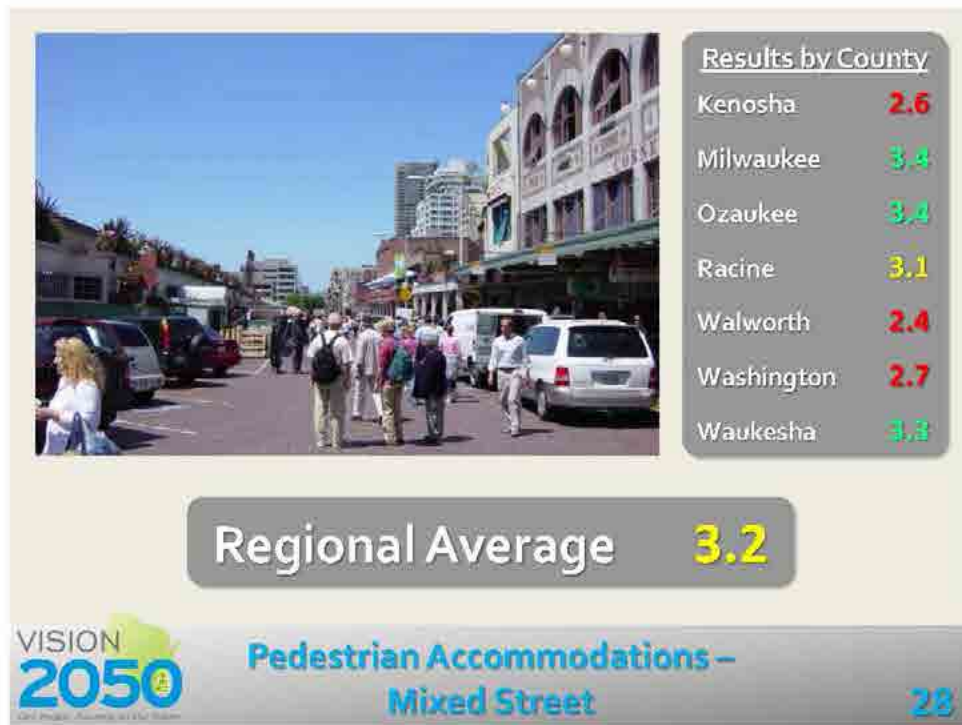 Results by County
Kenosha 2.6
Milwaukee 3.4
Ozaukee 3.4
Racine 3.1
Walworth 2.4
Washington 2.7
Waukesha 3.3
Regional Average 3.2
VISION
2050
Pedestrian Accommodations –
Mixed Street
28